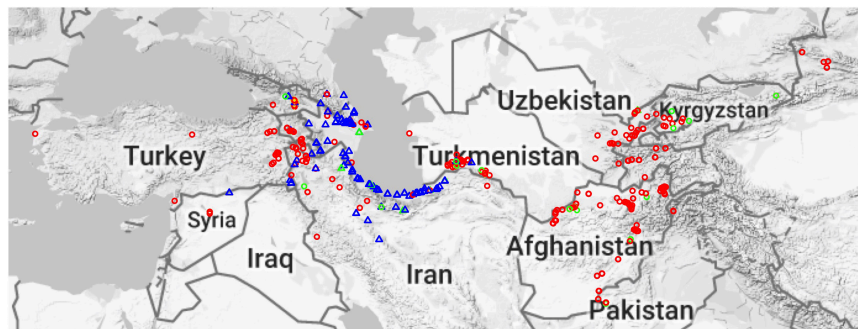 Uzbekistan
Kyrgyzstan
Turkey
Turkmenistan
Syria
Afghanistan
Iraq
Iran
Pakistan